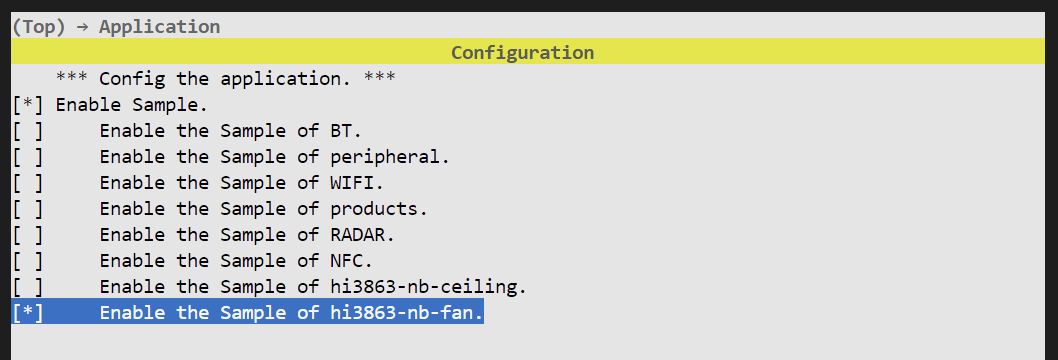 (Top) → Application
Configuration
*** Config the application. ***
[*] Enable Sample.
[ ] Enable the Sample of BT.
[ ] Enable the Sample of peripheral.
[ ] Enable the Sample of WIFI.
[ ] Enable the Sample of products.
[ ] Enable the Sample of RADAR.
[ ] Enable the Sample of NFC.
[ ] Enable the Sample of hi3863-nb-ceiling.
[*] Enable the Sample of hi3863-nb-fan.